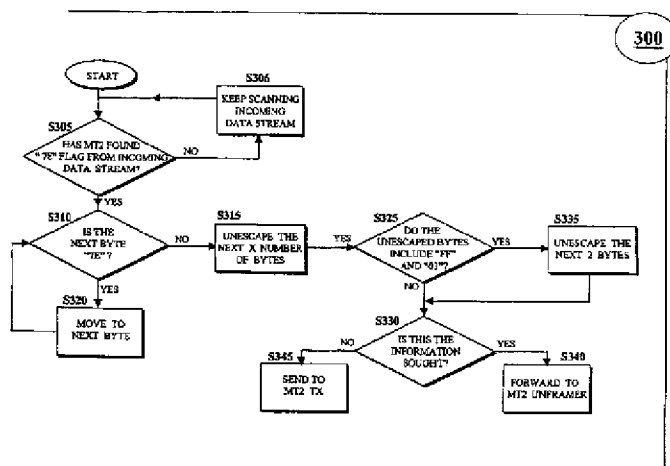 300
START
S306
KEEP SCANNING
INCOMING
DATA STREAM
S305
HAS MT2 FOUND
"7E" FLAG FROM INCOMING
DATA STREAM?
NO
YES
S310
IS THE
NEXT BYTE
"7E"?
NO
YES
S315
UNESCAPE THE
NEXT X NUMBER
OF BYTES
YES
S325
DO THE
UNESCAPED BYTES
INCLUDE "FF"
AND "03"?
YES
NO
S335
UNESCAPE THE
NEXT 2 BYTES
S320
MOVE TO
NEXT BYTE
S330
IS THIS THE
INFORMATION
SOUGHT?
NO
YES
S345
SEND TO
MT2 TX
S340
FORWARD TO
MT2 UNFRAMER